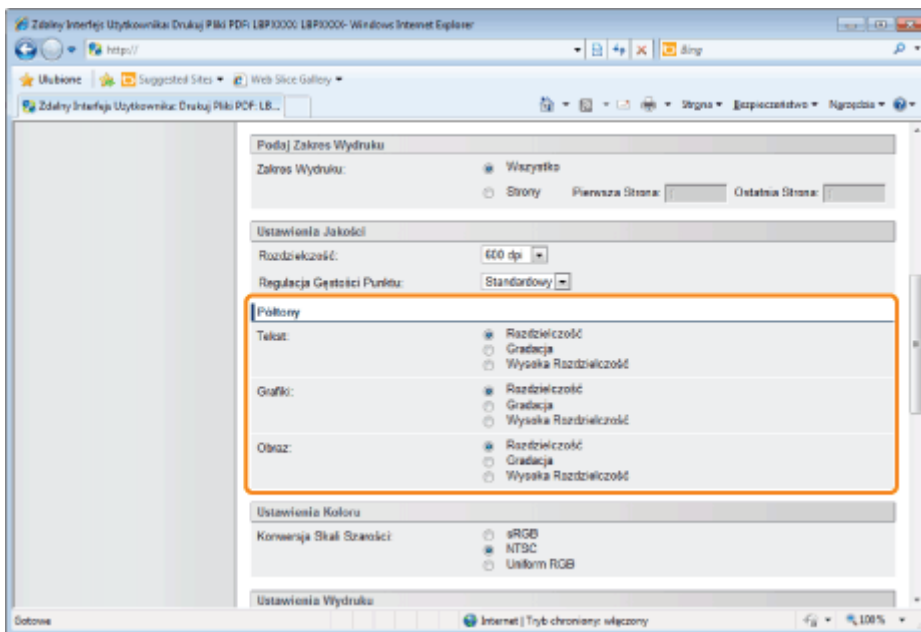 Zdalny Interfejs Użytkownika: Drukuj Pliki PDF: LBPXXXX: LBPXXXX- Windows Internet Explorer
http://
Bing
Ulubione Suggested Sites Web Slice Gallery
Zdalny Interfejs Użytkownika: Drukuj Pliki PDF: LB...
Strona Bezpieczeństwo Narzędzia
Podaj Zakres Wydruku
Zakres Wydruku: Wszystko
Strony Pierwsza Strona: Ostatnia Strona:
Ustawienia Jakości
Rozdzielczość: 600 dpi
Regulacja Gęstości Punktu: Standardowy
Półtony
Tekst: Rozdzielczość
Gradacja
Wysoka Rozdzielczość
Grafiki: Rozdzielczość
Gradacja
Wysoka Rozdzielczość
Obraz: Rozdzielczość
Gradacja
Wysoka Rozdzielczość
Ustawienia Koloru
Konwersja Skali Szarości: sRGB
NTSC
Uniform RGB
Ustawienia Wydruku
Gotowe Internet | Tryb chroniony: włączony 100%